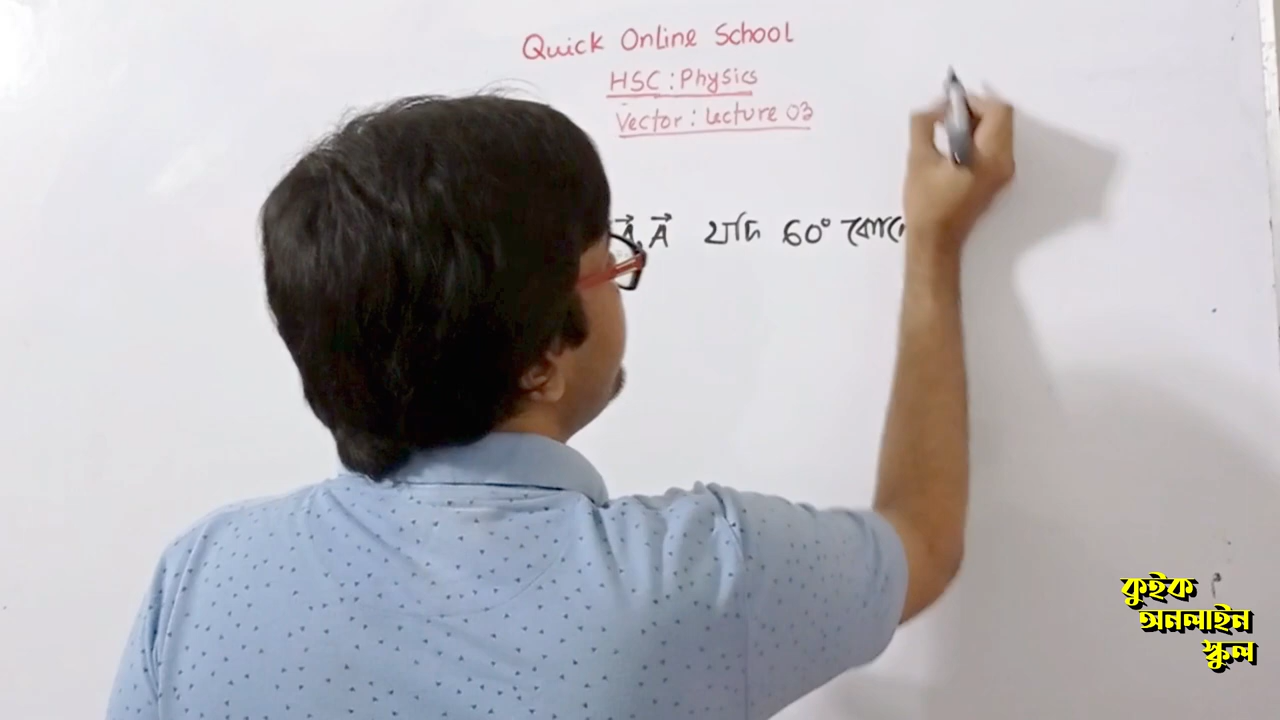 Quick Online School
HSC : Physics
Vector : Lecture 03
A⃗, A⃗ যদি 60°
কুইক
অনলাইন
স্কুল